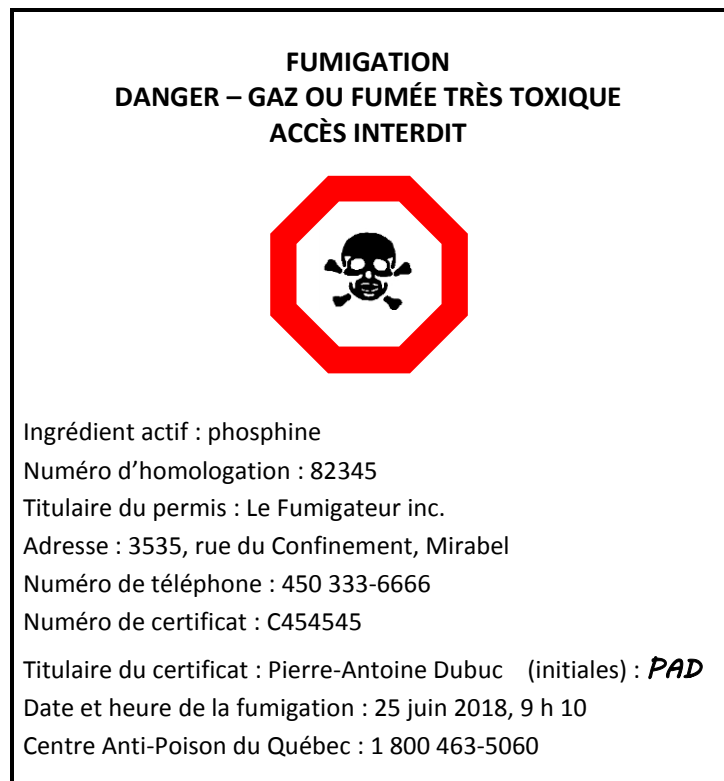 FUMIGATION
DANGER – GAZ OU FUMÉE TRÈS TOXIQUE
ACCÈS INTERDIT
Ingrédient actif : phosphine
Numéro d’homologation : 82345
Titulaire du permis : Le Fumigateur inc.
Adresse : 3535, rue du Confinement, Mirabel
Numéro de téléphone : 450 333-6666
Numéro de certificat : C454545
Titulaire du certificat : Pierre-Antoine Dubuc (initiales) : PAD
Date et heure de la fumigation : 25 juin 2018, 9 h 10
Centre Anti-Poison du Québec : 1 800 463-5060